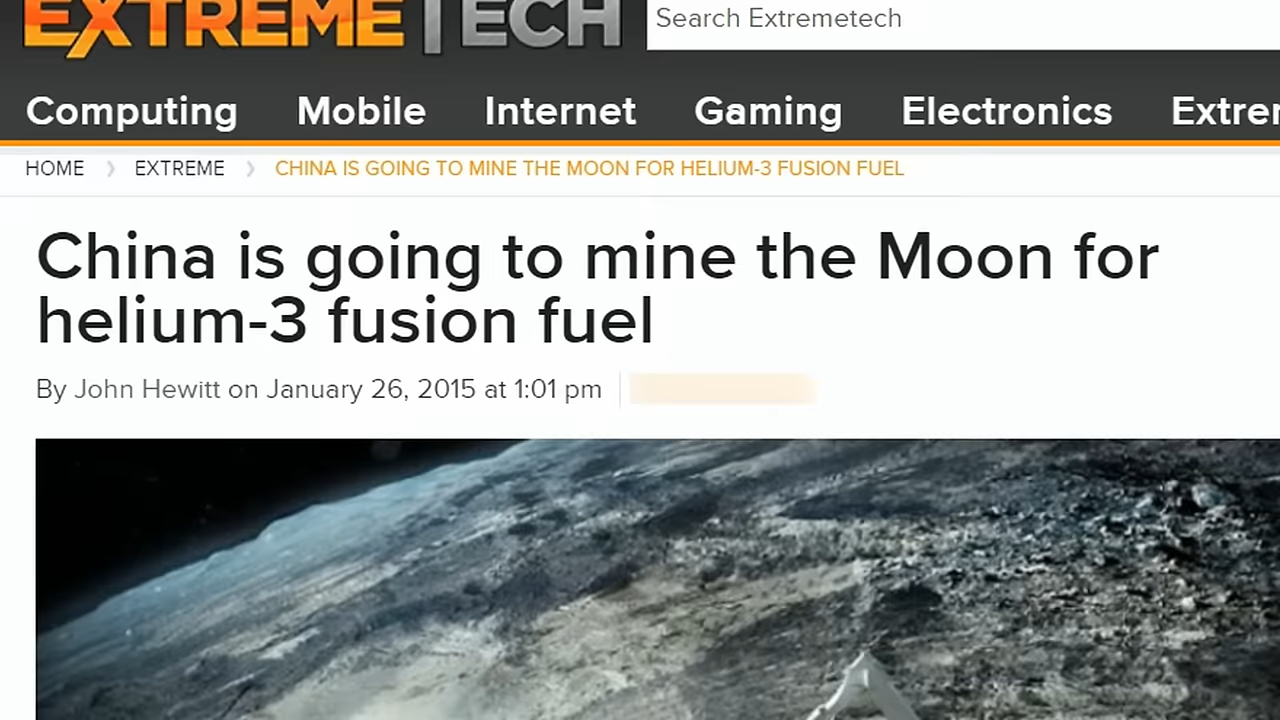 EXTREMETECH
Search Extremetech
Computing Mobile Internet Gaming Electronics
HOME EXTREME CHINA IS GOING TO MINE THE MOON FOR HELIUM-3 FUSION FUEL
China is going to mine the Moon for
helium-3 fusion fuel
By John Hewitt on January 26, 2015 at 1:01 pm